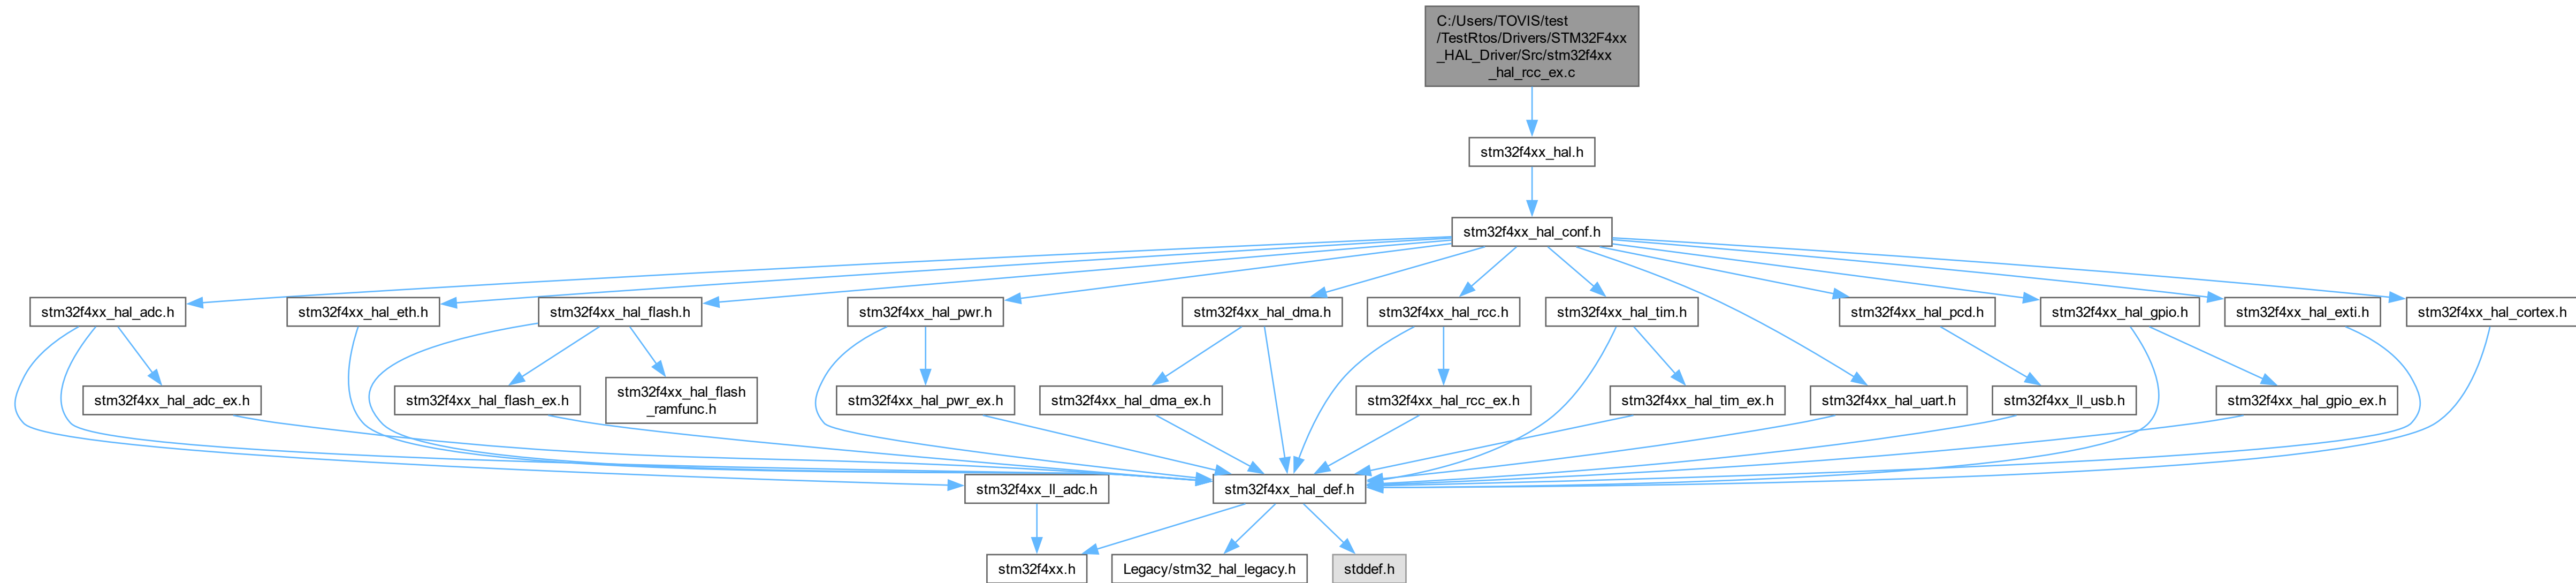 C:/Users/TOVIS/test
/TestRtos/Drivers/STM32F4xx
_HAL_Driver/Src/stm32f4xx
_hal_rcc_ex.c
stm32f4xx_hal.h
stm32f4xx_hal_conf.h
stm32f4xx_hal_adc.h
stm32f4xx_hal_eth.h
stm32f4xx_hal_flash.h
stm32f4xx_hal_pwr.h
stm32f4xx_hal_dma.h
stm32f4xx_hal_rcc.h
stm32f4xx_hal_tim.h
stm32f4xx_hal_pcd.h
stm32f4xx_hal_gpio.h
stm32f4xx_hal_exti.h
stm32f4xx_hal_cortex.h
stm32f4xx_hal_adc_ex.h
stm32f4xx_hal_flash_ex.h
stm32f4xx_hal_flash
_ramfunc.h
stm32f4xx_hal_pwr_ex.h
stm32f4xx_hal_dma_ex.h
stm32f4xx_hal_rcc_ex.h
stm32f4xx_hal_tim_ex.h
stm32f4xx_hal_uart.h
stm32f4xx_ll_usb.h
stm32f4xx_hal_gpio_ex.h
stm32f4xx_ll_adc.h
stm32f4xx_hal_def.h
stm32f4xx.h
Legacy/stm32_hal_legacy.h
stddef.h